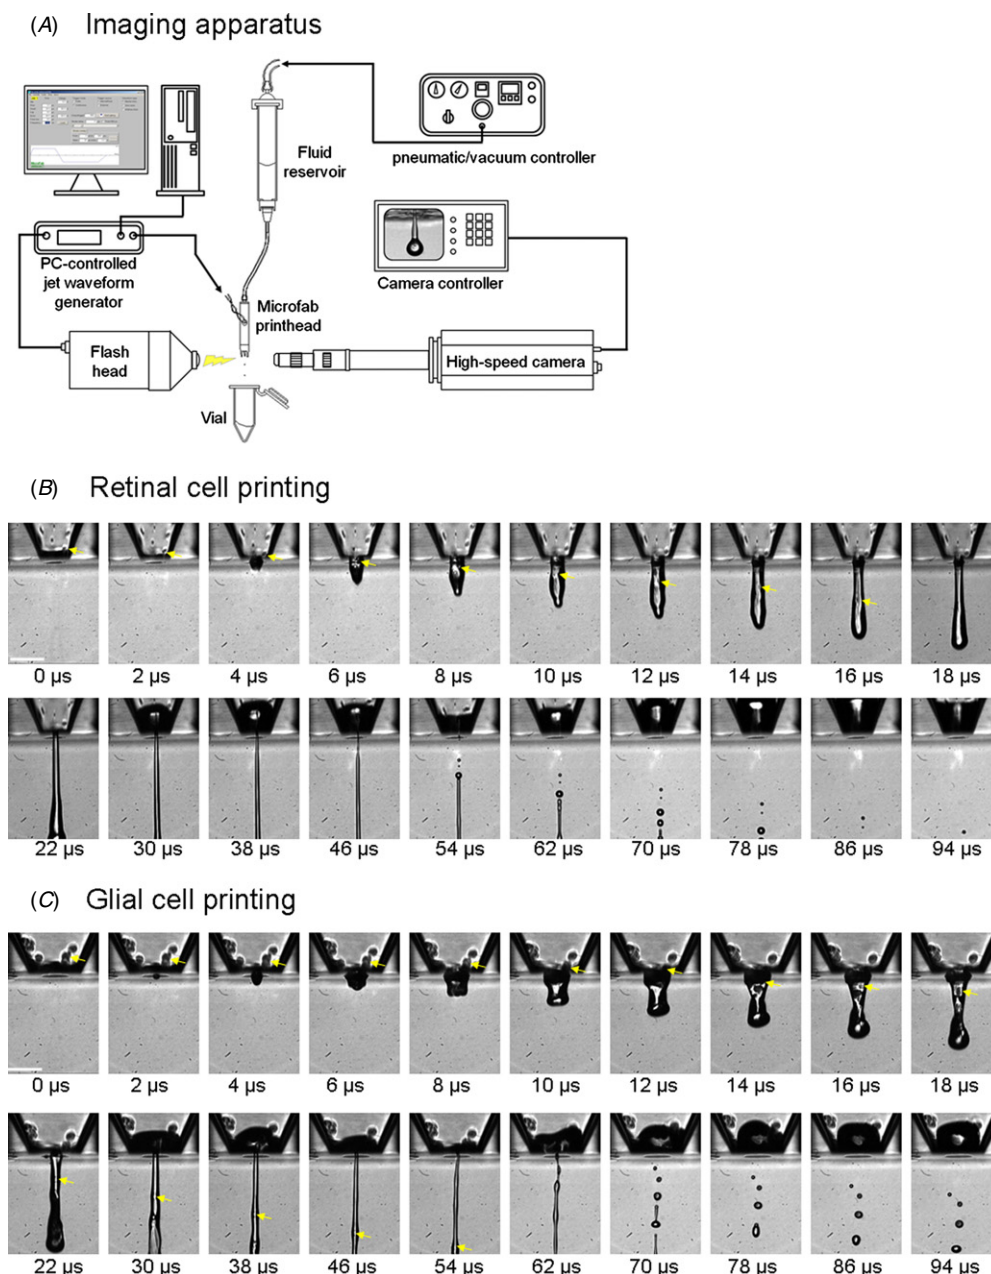 (A) Imaging apparatus
Fluid
reservoir
pneumatic/vacuum controller
PC-controlled
jet waveform
generator
Camera controller
Microfab
printhead
Flash
head
High-speed camera
Vial
(B) Retinal cell printing
0 µs 2 µs 4 µs 6 µs 8 µs 10 µs 12 µs 14 µs 16 µs 18 µs
22 µs 30 µs 38 µs 46 µs 54 µs 62 µs 70 µs 78 µs 86 µs 94 µs
(C) Glial cell printing
0 µs 2 µs 4 µs 6 µs 8 µs 10 µs 12 µs 14 µs 16 µs 18 µs
22 µs 30 µs 38 µs 46 µs 54 µs 62 µs 70 µs 78 µs 86 µs 94 µs